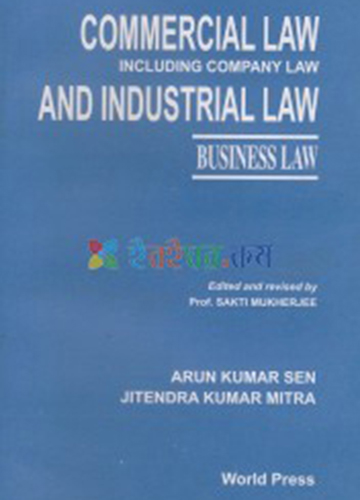 COMMERCIAL LAW
INCLUDING COMPANY LAW
AND INDUSTRIAL LAW
BUSINESS LAW
Edited and revised by
Prof. SAKTI MUKHERJEE
ARUN KUMAR SEN
JITENDRA KUMAR MITRA
World Press